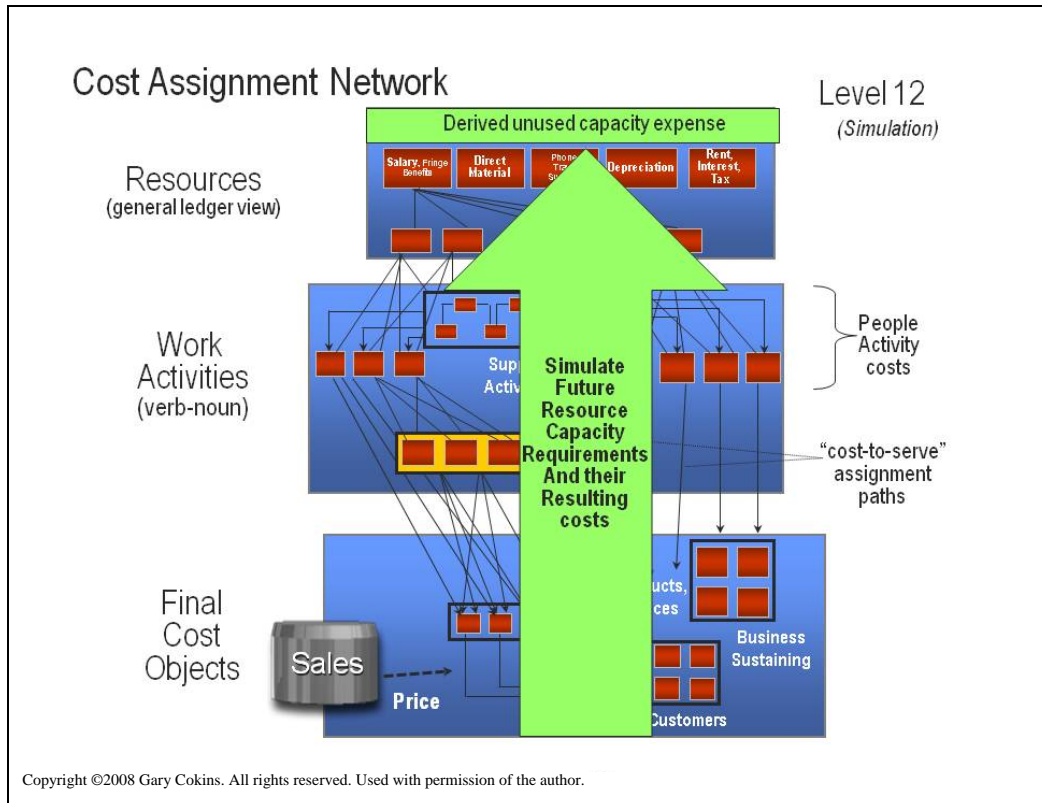 Cost Assignment Network
Level 12
(Simulation)
Derived unused capacity expense
Resources
(general ledger view)
Salary, Fringe
Benefits
Direct
Material
Phone
Depreciation
Rent,
Interest,
Tax
Work
Activities
(verb-noun)
People
Activity
costs
Simulate
Future
Resource
Capacity
Requirements
And their
Resulting
costs
"cost-to-serve"
assignment
paths
Final
Cost
Objects
Sales
Price
Business
Sustaining
Customers
Copyright ©2008 Gary Cokins. All rights reserved. Used with permission of the author.